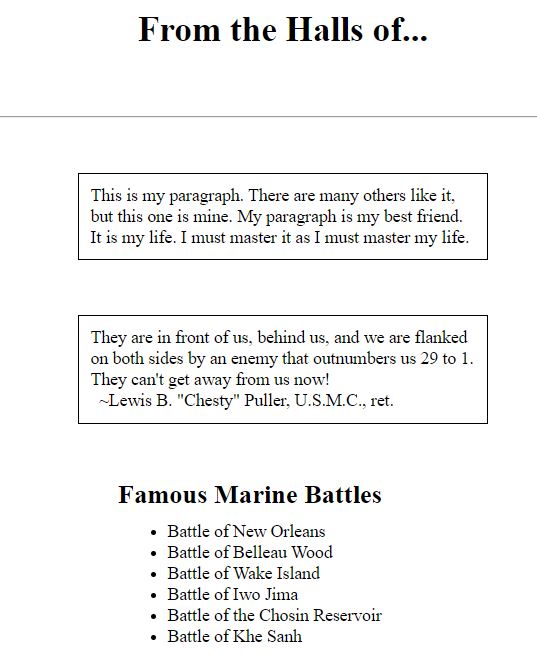 From the Halls of...
This is my paragraph. There are many others like it,
but this one is mine. My paragraph is my best friend.
It is my life. I must master it as I must master my life.
They are in front of us, behind us, and we are flanked
on both sides by an enemy that outnumbers us 29 to 1.
They can't get away from us now!
~Lewis B. "Chesty" Puller, U.S.M.C., ret.
Famous Marine Battles
• Battle of New Orleans
• Battle of Belleau Wood
• Battle of Wake Island
• Battle of Iwo Jima
• Battle of the Chosin Reservoir
• Battle of Khe Sanh